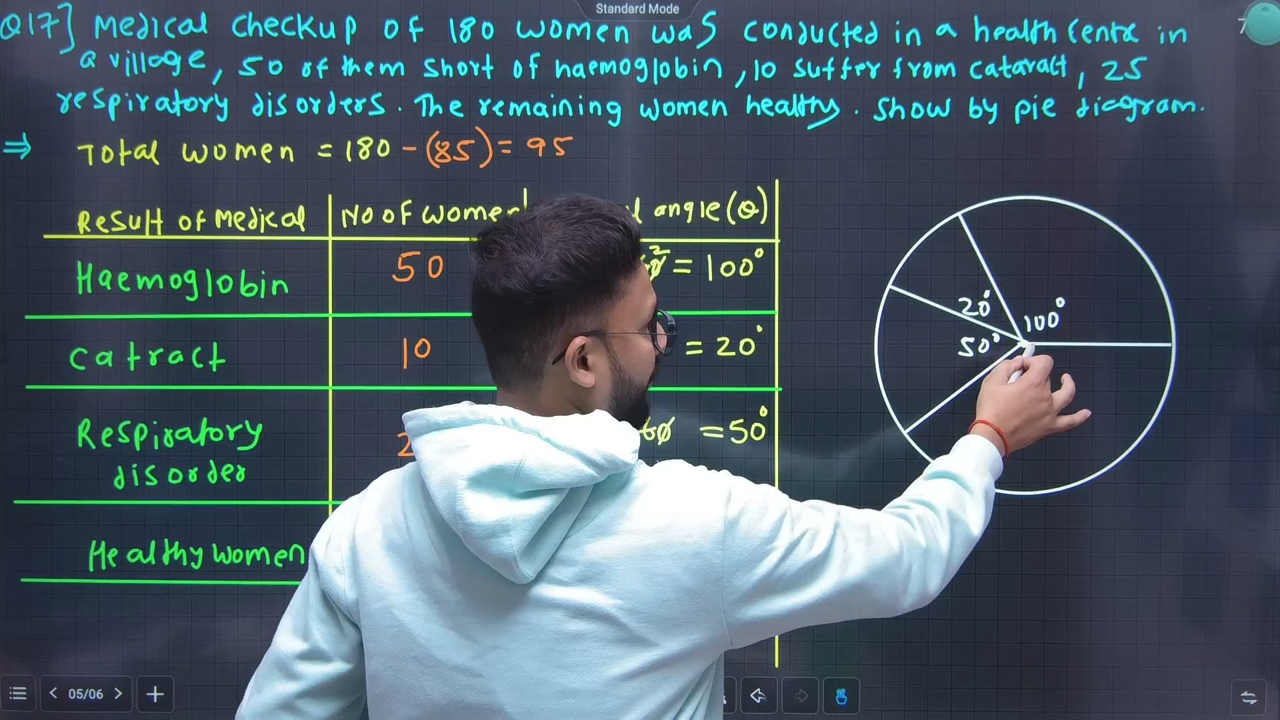 Standard Mode
Q17] Medical checkup of 180 women was conducted in a health centre in
a village, 50 of them short of haemoglobin, 10 suffer from cataract, 25
respiratory disorders. The remaining women healthy. Show by pie diagram.
⇒ Total women = 180 - (85) = 95
Result of Medical No of women angle (θ)
Haemoglobin 50 = 100°
Catract 10 = 20°
Respiratory
disorder 2 = 50°
Healthy women
20° 100°
50°
05/06